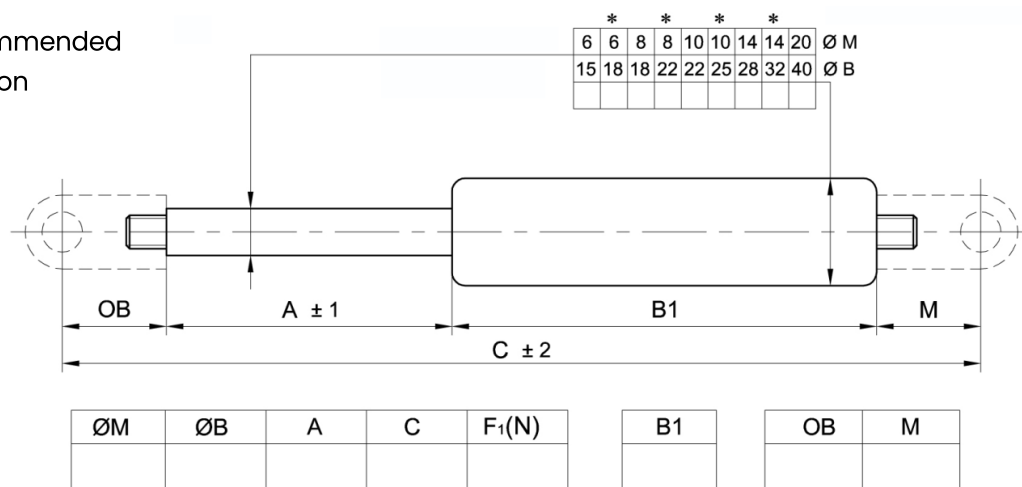 * * * *
6 6 8 8 10 10 14 14 20 Ø M
mmended
15 18 18 22 22 25 28 32 40 Ø B
on
OB A ± 1 B1 M
C ± 2
ØM ØB A C F₁(N) B1 OB M